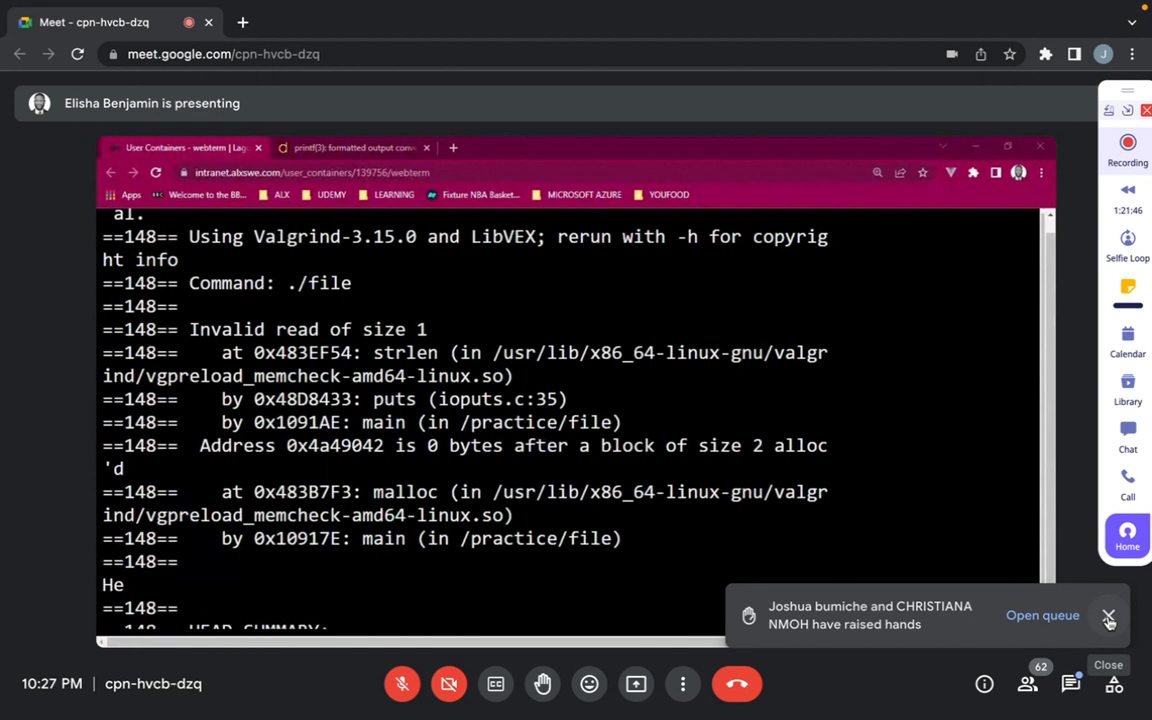 Meet - cpn-hvcb-dzq
meet.google.com/cpn-hvcb-dzq
J
Elisha Benjamin is presenting
User Containers - webterm | Lag
printf(3): formatted output conv
intranet.alxswe.com/user_containers/139756/webterm
Apps
Welcome to the BB...
ALX
UDEMY
LEARNING
Fixture NBA Basket...
MICROSOFT AZURE
YOUFOOD
al.
==148== Using Valgrind-3.15.0 and LibVEX; rerun with -h for copyrig
ht info
==148== Command: ./file
==148==
==148== Invalid read of size 1
==148==    at 0x483EF54: strlen (in /usr/lib/x86_64-linux-gnu/valgr
ind/vgpreload_memcheck-amd64-linux.so)
==148==    by 0x48D8433: puts (ioputs.c:35)
==148==    by 0x1091AE: main (in /practice/file)
==148==  Address 0x4a49042 is 0 bytes after a block of size 2 alloc
'd
==148==    at 0x483B7F3: malloc (in /usr/lib/x86_64-linux-gnu/valgr
ind/vgpreload_memcheck-amd64-linux.so)
==148==    by 0x10917E: main (in /practice/file)
==148==
He
==148==
Recording
1:21:46
Selfie Loop
Calendar
Library
Chat
Call
Home
Joshua bumiche and CHRISTIANA
NMOH have raised hands
Open queue
Close
10:27 PM | cpn-hvcb-dzq
62